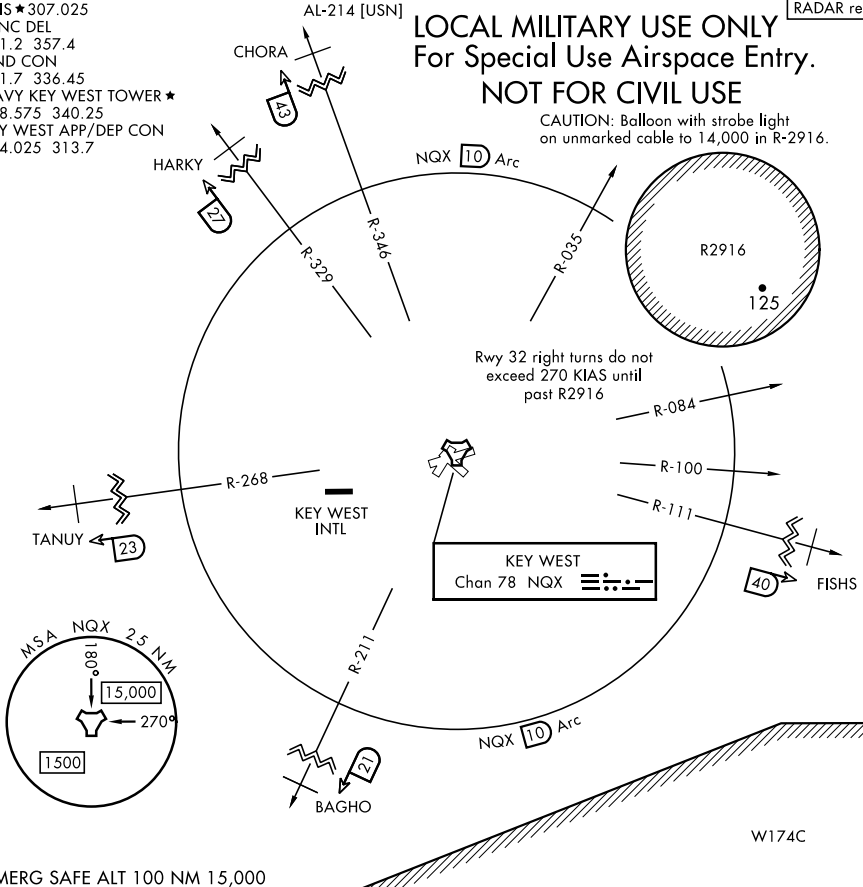 IS ★ 307.025
NC DEL
1.2 357.4
ND CON
1.7 336.45
AVY KEY WEST TOWER ★
8.575 340.25
Y WEST APP/DEP CON
4.025 313.7
AL-214 [USN]
LOCAL MILITARY USE ONLY
For Special Use Airspace Entry.
NOT FOR CIVIL USE
RADAR re
CAUTION: Balloon with strobe light
on unmarked cable to 14,000 in R-2916.
CHORA
43
HARKY
27
NQX 10 Arc
R-346
R-329
R-035
R2916
125
Rwy 32 right turns do not
exceed 270 KIAS until
past R2916
R-084
R-100
R-111
R-268
KEY WEST
INTL
TANUY
23
KEY WEST
Chan 78 NQX
40
FISHS
R-211
MSA NQX 25 NM
180°
15,000
270°
1500
NQX 10 Arc
21
BAGHO
W174C
MERG SAFE ALT 100 NM 15,000